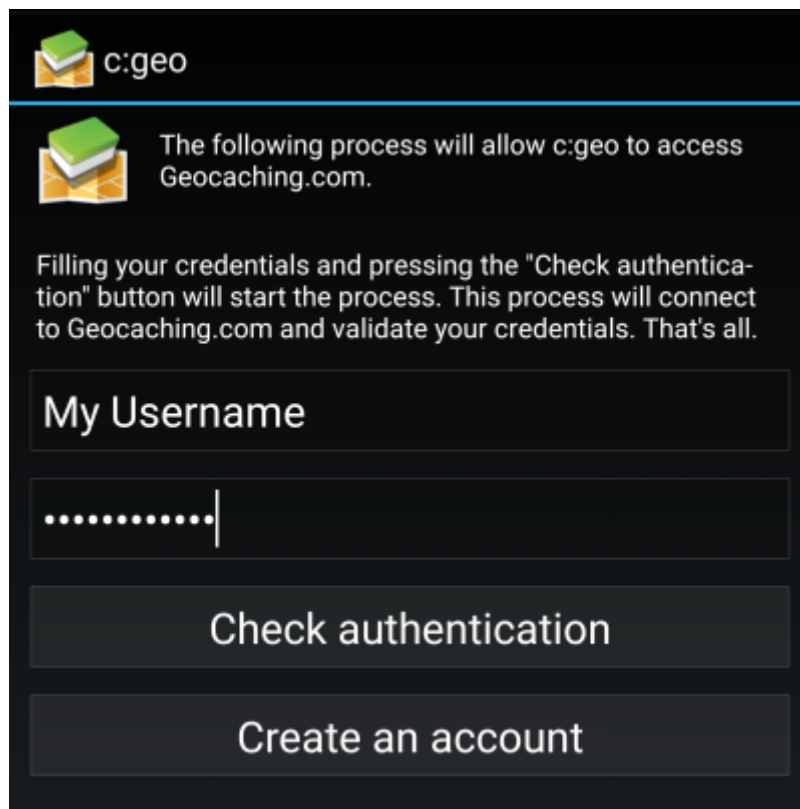 c:geo
The following process will allow c:geo to access
Geocaching.com.
Filling your credentials and pressing the "Check authentica-
tion" button will start the process. This process will connect
to Geocaching.com and validate your credentials. That's all.
My Username
••••••••••••
Check authentication
Create an account